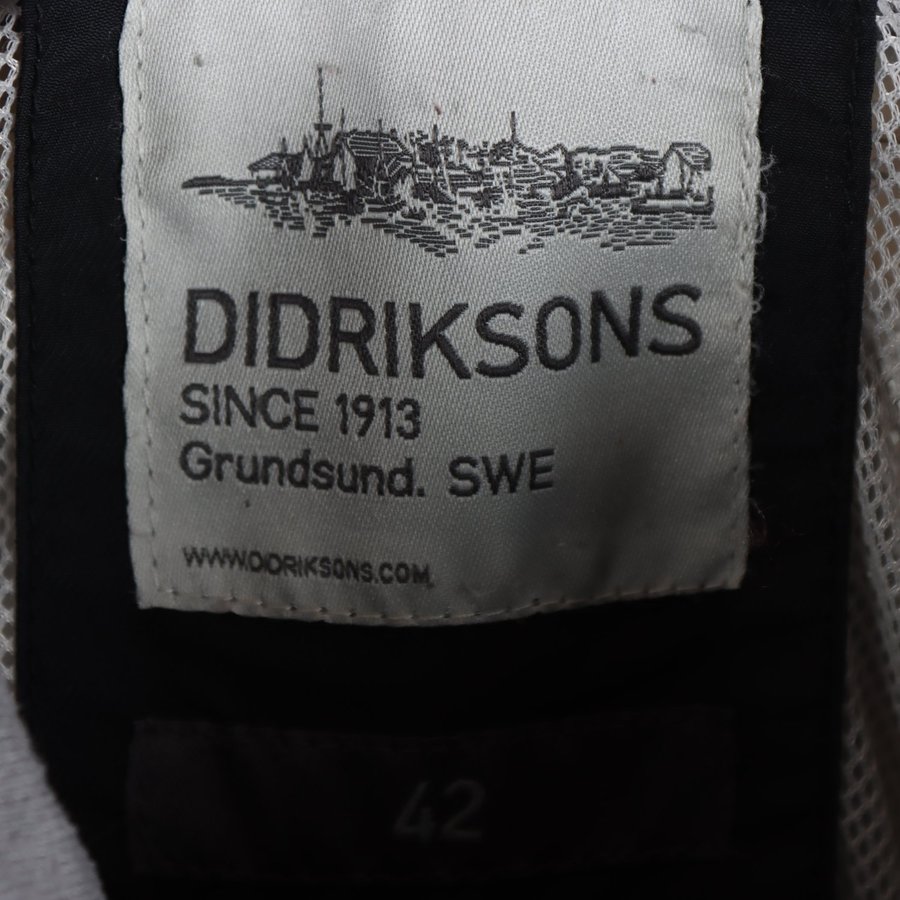 DIDRIKSONS
SINCE 1913
Grundsund. SWE
WWW.DIDRIKSONS.COM
42